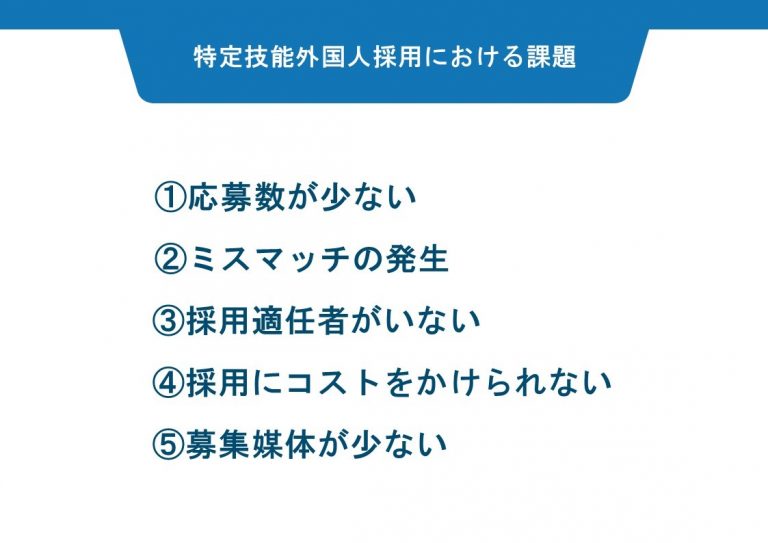 特定技能外国人採用における課題
①応募数が少ない
②ミスマッチの発生
③採用適任者がいない
④採用にコストをかけられない
⑤募集媒体が少ない